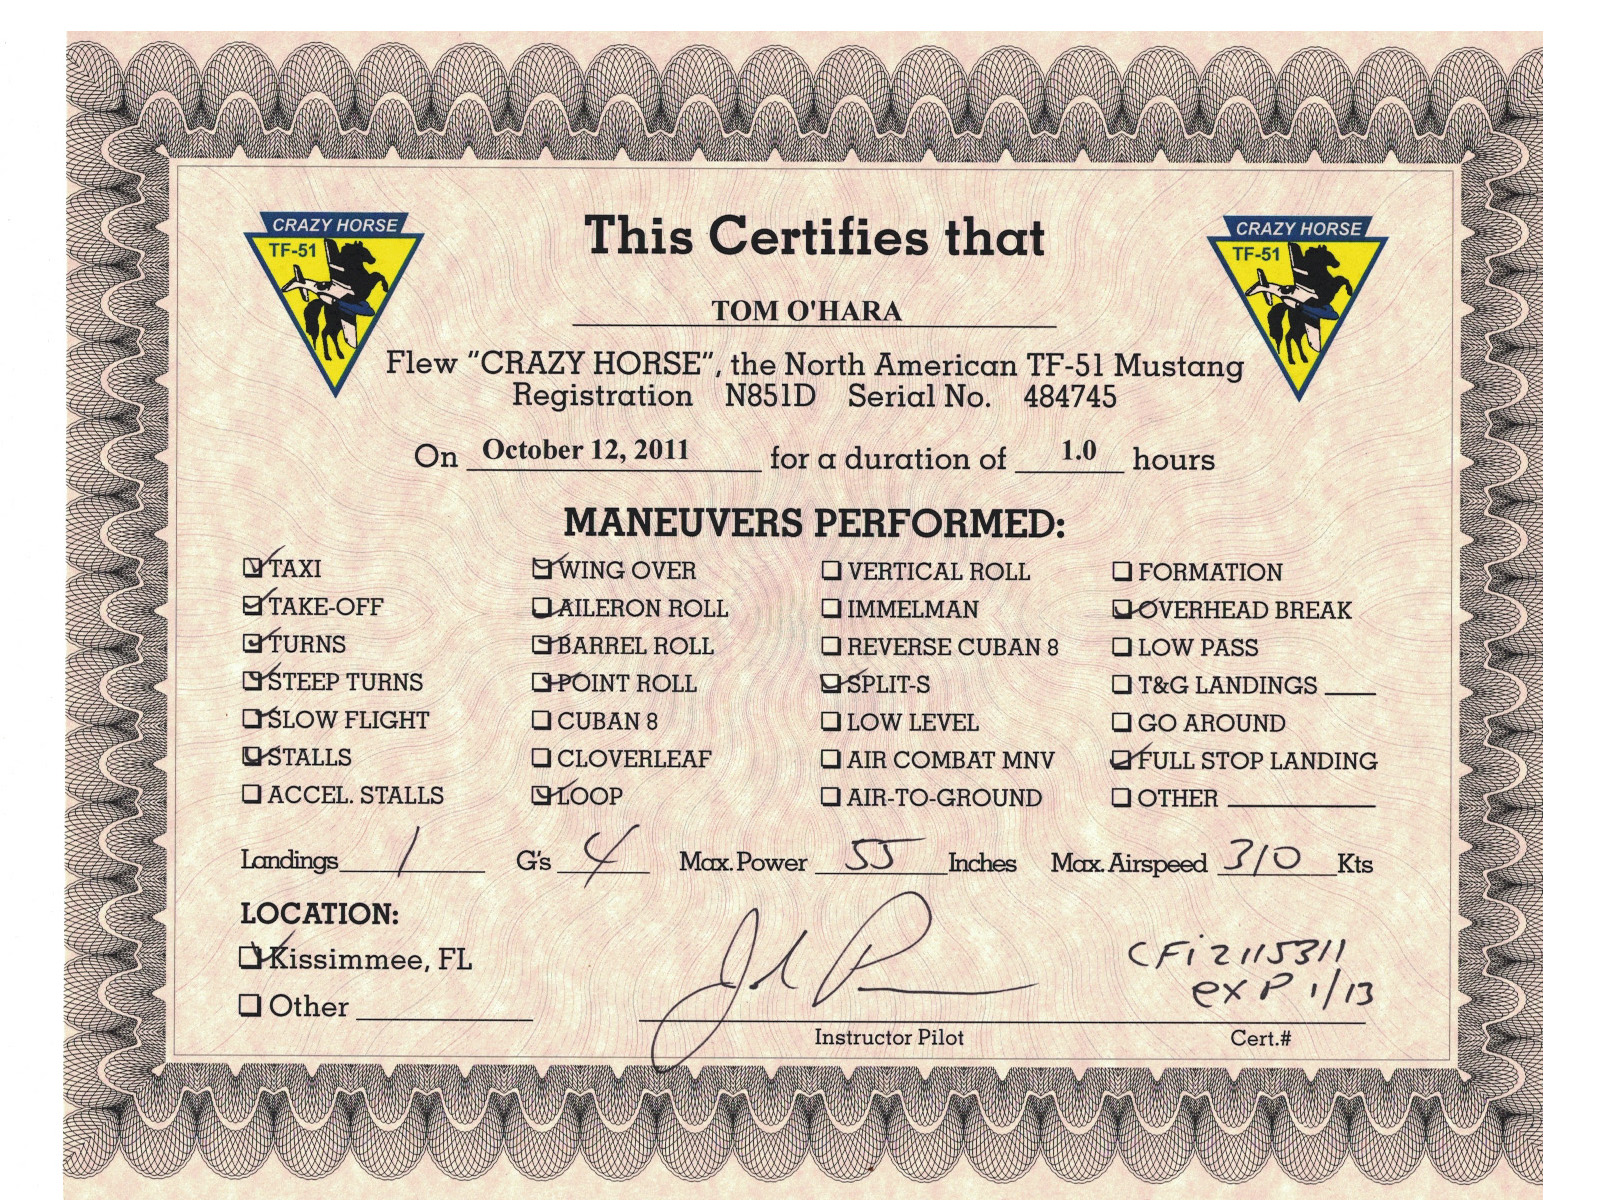 CRAZY HORSE
TF-51
CRAZY HORSE
TF-51
This Certifies that
TOM O'HARA
Flew "CRAZY HORSE", the North American TF-51 Mustang
Registration N851D Serial No. 484745
On October 12, 2011 for a duration of 1.0 hours
MANEUVERS PERFORMED:
☑ TAXI ☑ WING OVER ☐ VERTICAL ROLL ☐ FORMATION
☑ TAKE-OFF ☑ AILERON ROLL ☐ IMMELMAN ☑ OVERHEAD BREAK
☑ TURNS ☑ BARREL ROLL ☐ REVERSE CUBAN 8 ☐ LOW PASS
☑ STEEP TURNS ☑ POINT ROLL ☑ SPLIT-S ☐ T&G LANDINGS
☑ SLOW FLIGHT ☐ CUBAN 8 ☐ LOW LEVEL ☐ GO AROUND
☑ STALLS ☐ CLOVERLEAF ☐ AIR COMBAT MNV ☑ FULL STOP LANDING
☐ ACCEL. STALLS ☑ LOOP ☐ AIR-TO-GROUND ☐ OTHER
Landings 1 G's 4 Max. Power 55 Inches Max. Airspeed 310 Kts
LOCATION:
☑ Kissimmee, FL
☐ Other
CFi 2115311
exp 1/13
Instructor Pilot Cert.#